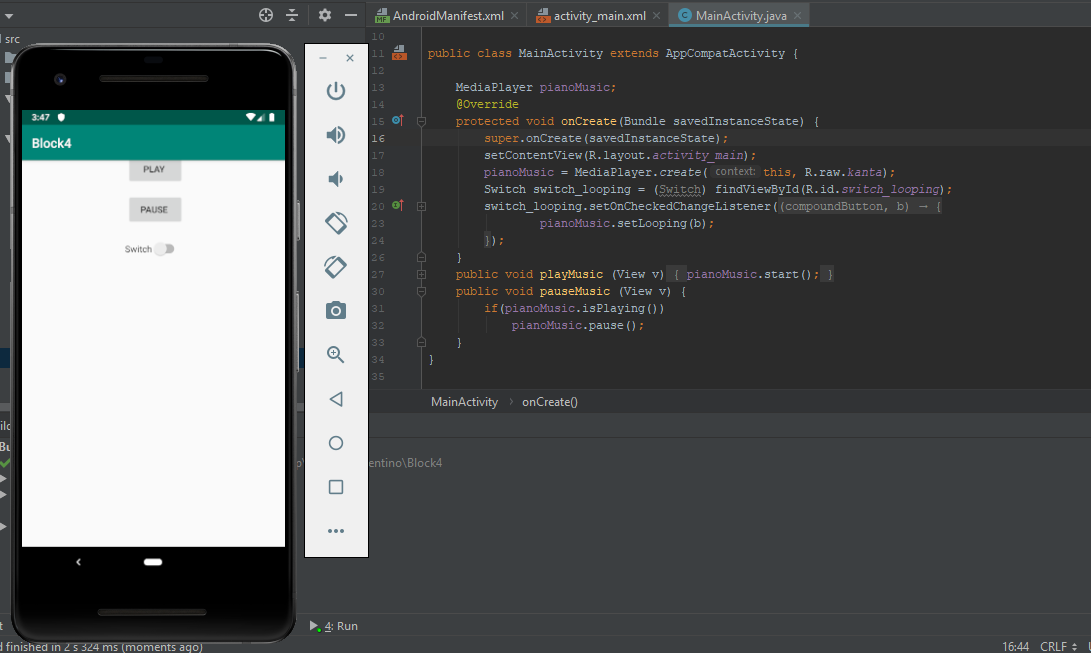 AndroidManifest.xml
activity_main.xml
MainActivity.java
src
10
11 public class MainActivity extends AppCompatActivity {
12
13 MediaPlayer pianoMusic;
14 @Override
15 protected void onCreate(Bundle savedInstanceState) {
16 super.onCreate(savedInstanceState);
17 setContentView(R.layout.activity_main);
18 pianoMusic = MediaPlayer.create( context: this, R.raw.kanta);
19 Switch switch_looping = (Switch) findViewById(R.id.switch_looping);
20 switch_looping.setOnCheckedChangeListener((compoundButton, b) → {
23 pianoMusic.setLooping(b);
24 });
26 }
27 public void playMusic (View v) { pianoMusic.start(); }
30 public void pauseMusic (View v) {
31 if(pianoMusic.isPlaying())
32 pianoMusic.pause();
33 }
34 }
35
MainActivity › onCreate()
3:47
Block4
PLAY
PAUSE
Switch
entino\Block4
4: Run
finished in 2 s 324 ms (moments ago)
16:44 CRLF